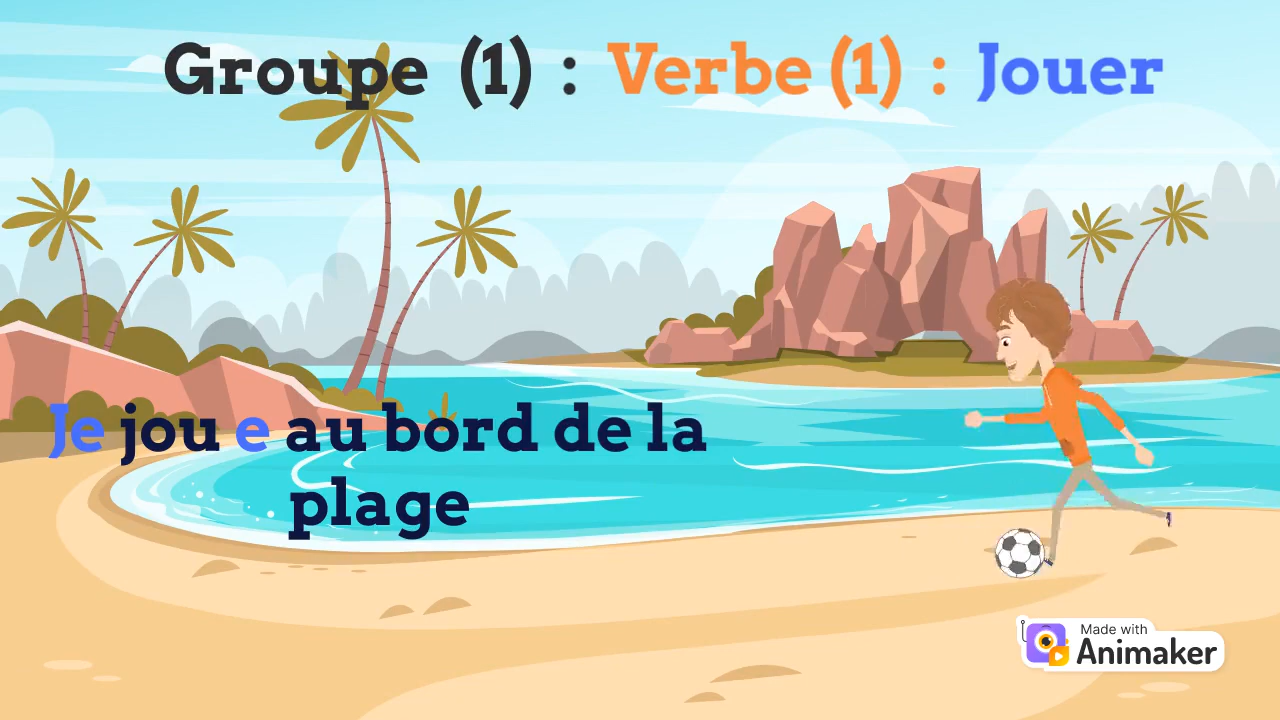 Groupe (1) : Verbe (1) : Jouer
Je jou e au bord de la
plage
Made with
Animaker